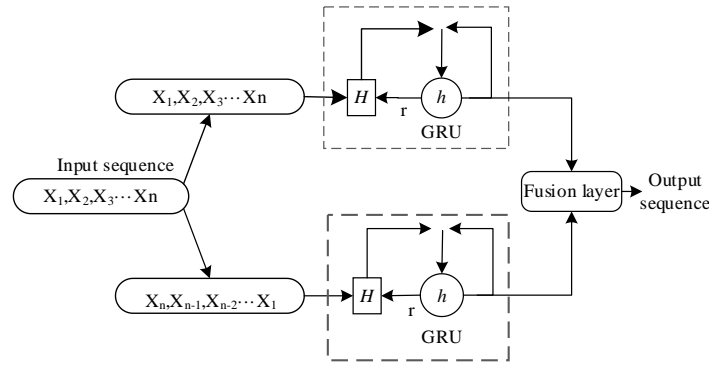 X₁,X₂,X₃⋯Xn
H
h
r
GRU
Input sequence
X₁,X₂,X₃⋯Xn
Fusion layer
Output
sequence
Xₙ,Xₙ₋₁,Xₙ₋₂⋯X₁
H
h
r
GRU